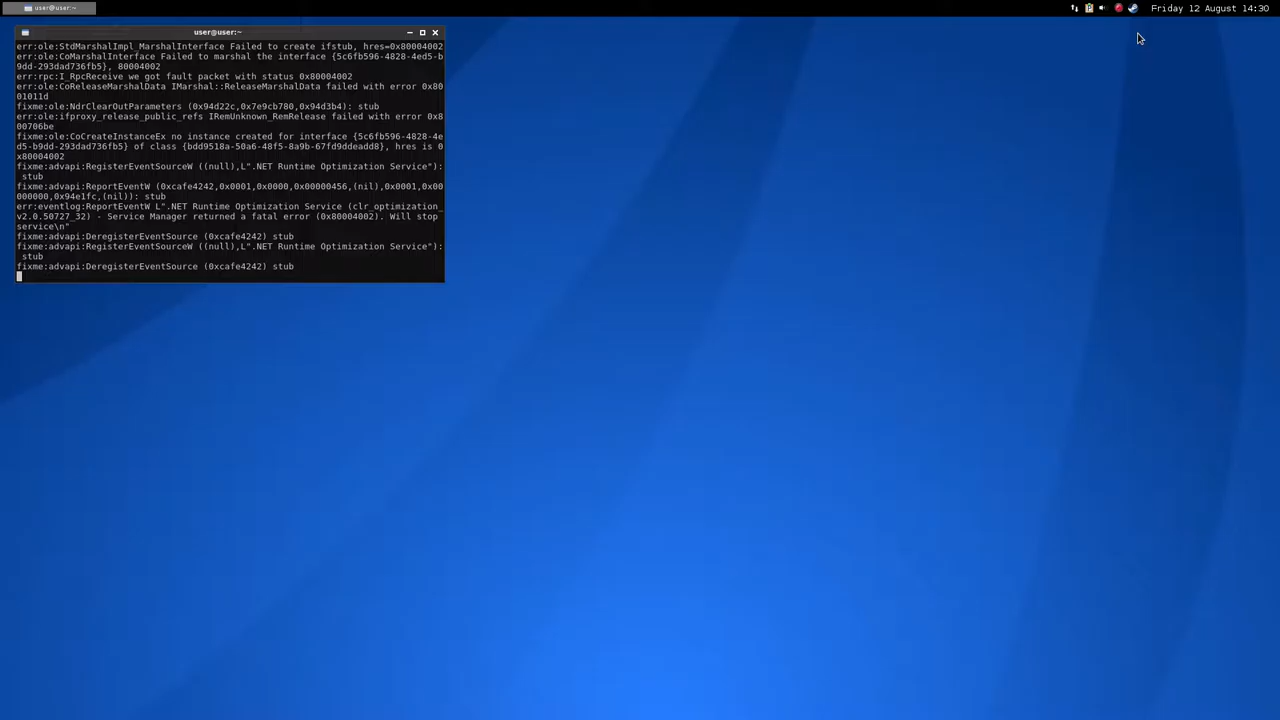 user@user:~
Friday 12 August 14:30
user@user:~
err:ole:StdMarshalImpl_MarshalInterface Failed to create ifstub, hres=0x80004002
err:ole:CoMarshalInterface Failed to marshal the interface {5c6fb596-4828-4ed5-b
9dd-293dad736fb5}, 80004002
err:rpc:I_RpcReceive we got fault packet with status 0x80004002
err:ole:CoReleaseMarshalData IMarshal::ReleaseMarshalData failed with error 0x80
01011d
fixme:ole:NdrClearOutParameters (0x94d22c,0x7e9cb780,0x94d3b4): stub
err:ole:ifproxy_release_public_refs IRemUnknown_RemRelease failed with error 0x8
00706be
fixme:ole:CoCreateInstanceEx no instance created for interface {5c6fb596-4828-4e
d5-b9dd-293dad736fb5} of class {bdd9518a-50a6-48f5-8a9b-67fd9ddeadd8}, hres is 0
x80004002
fixme:advapi:RegisterEventSourceW ((null),L".NET Runtime Optimization Service"):
stub
fixme:advapi:ReportEventW (0xcafe4242,0x0001,0x0000,0x00000456,(nil),0x0001,0x00
000000,0x94e1fc,(nil)): stub
err:eventlog:ReportEventW L".NET Runtime Optimization Service (clr_optimization_
v2.0.50727_32) - Service Manager returned a fatal error (0x80004002). Will stop
service\n"
fixme:advapi:DeregisterEventSource (0xcafe4242) stub
fixme:advapi:RegisterEventSourceW ((null),L".NET Runtime Optimization Service"):
stub
fixme:advapi:DeregisterEventSource (0xcafe4242) stub